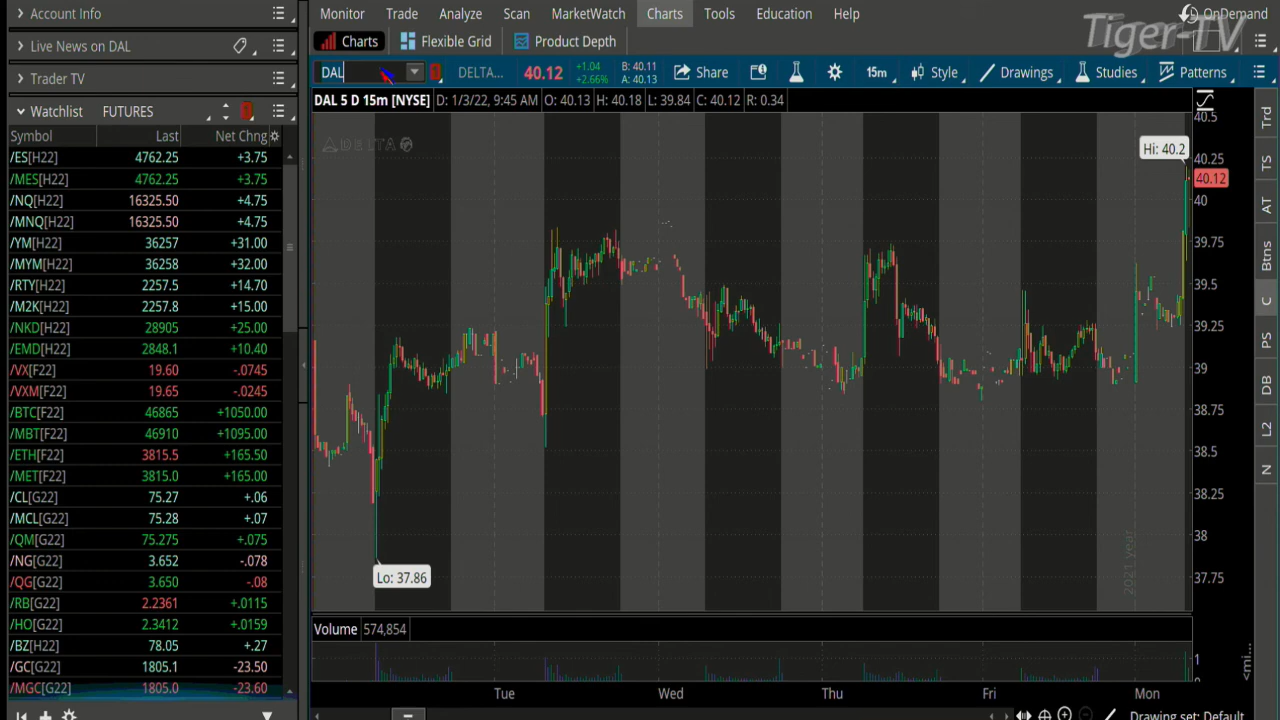 Account Info
Live News on DAL
Trader TV
Watchlist FUTURES
Symbol Last Net Chng
/ES[H22] 4762.25 +3.75
/MES[H22] 4762.25 +3.75
/NQ[H22] 16325.50 +4.75
/MNQ[H22] 16325.50 +4.75
/YM[H22] 36257 +31.00
/MYM[H22] 36258 +32.00
/RTY[H22] 2257.5 +14.70
/M2K[H22] 2257.8 +15.00
/NKD[H22] 28905 +25.00
/EMD[H22] 2848.1 +10.40
/VX[F22] 19.60 -.0745
/VXM[F22] 19.65 -.0245
/BTC[F22] 46865 +1050.00
/MBT[F22] 46910 +1095.00
/ETH[F22] 3815.5 +165.50
/MET[F22] 3815.0 +165.00
/CL[G22] 75.27 +.06
/MCL[G22] 75.28 +.07
/QM[G22] 75.275 +.075
/NG[G22] 3.652 -.078
/QG[G22] 3.650 -.08
/RB[G22] 2.2361 +.0115
/HO[G22] 2.3412 +.0159
/BZ[H22] 78.05 +.27
/GC[G22] 1805.1 -23.50
/MGC[G22] 1805.0 -23.60
Monitor Trade Analyze Scan MarketWatch Charts Tools Education Help
OnDemand
Tiger-TV
Charts Flexible Grid Product Depth
DAL DELTA... 40.12 +1.04 +2.66% B: 40.11 A: 40.13 Share 15m Style Drawings Studies Patterns
DAL 5 D 15m [NYSE] D: 1/3/22, 9:45 AM O: 40.13 H: 40.18 L: 39.84 C: 40.12 R: 0.34
DELTA
Hi: 40.2
40.5
40.25
40.12
40
39.75
39.5
39.25
39
38.75
38.5
38.25
38
37.75
Lo: 37.86
2021 year
Volume 574,854
1
0
<mi...
Tue Wed Thu Fri Mon
Drawing set: Default
Trd
TS
AT
Btns
C
PS
DB
L2
N